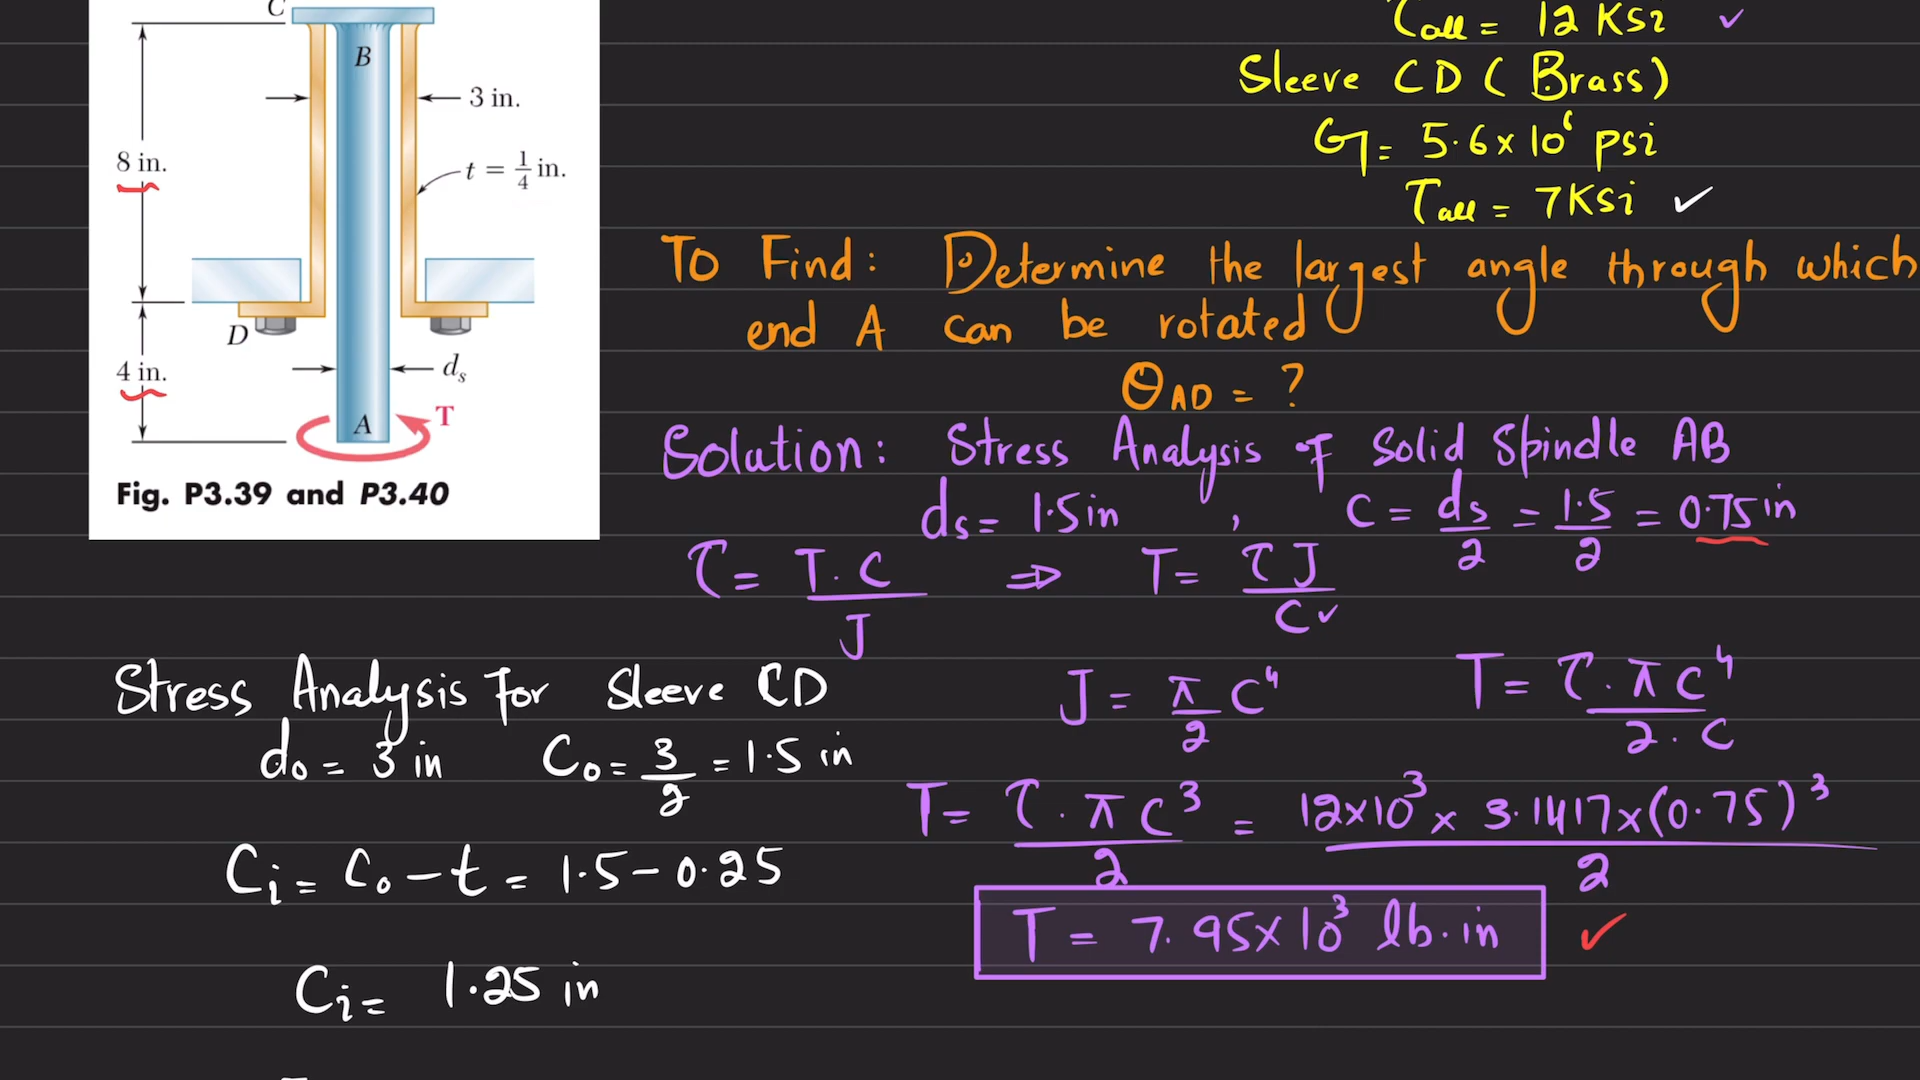 C
B
3 in.
8 in.
t = 1/4 in.
D
d_s
4 in.
A
T
Fig. P3.39 and P3.40
τ_all = 12 Ksi ✓
Sleeve CD ( Brass)
G = 5.6 x 10^6 psi
τ_all = 7 Ksi ✓
To Find: Determine the largest angle through which
end A can be rotated
θ_AD = ?
Solution: Stress Analysis of Solid Spindle AB
d_s = 1.5 in , C = d_s/2 = 1.5/2 = 0.75 in
τ = T.C/J ⇒ T = τJ/C ✓
J = π/2 C^4 T = τ.πC^4/2.C
T = τ.πC^3/2 = 12x10^3 x 3.1417x(0.75)^3/2
T = 7.95x10^3 lb.in ✓
Stress Analysis For Sleeve CD
d_o = 3 in C_o = 3/2 = 1.5 in
C_i = C_o - t = 1.5 - 0.25
C_i = 1.25 in